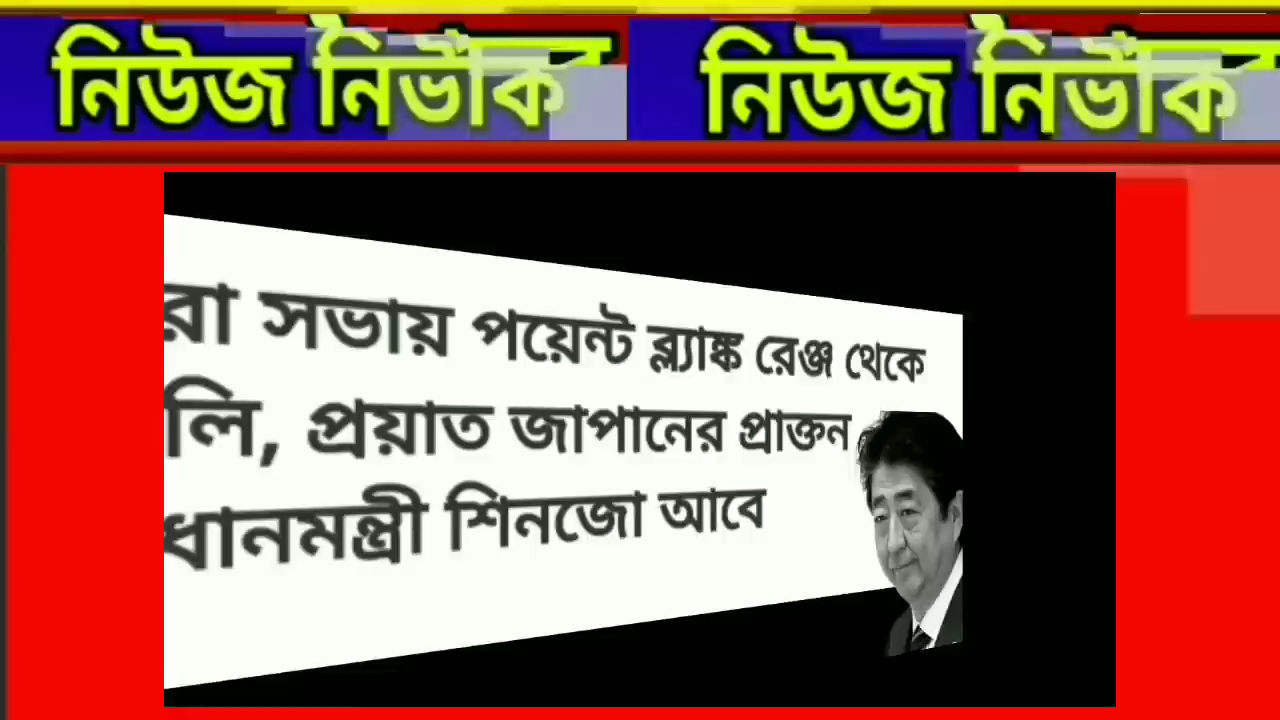 নিউজ নির্ভীক নিউজ নির্ভীক
রা সভায় পয়েন্ট ব্ল্যাঙ্ক রেঞ্জ থেকে
লি, প্রয়াত জাপানের প্রাক্তন
ধানমন্ত্রী শিনজো আবে